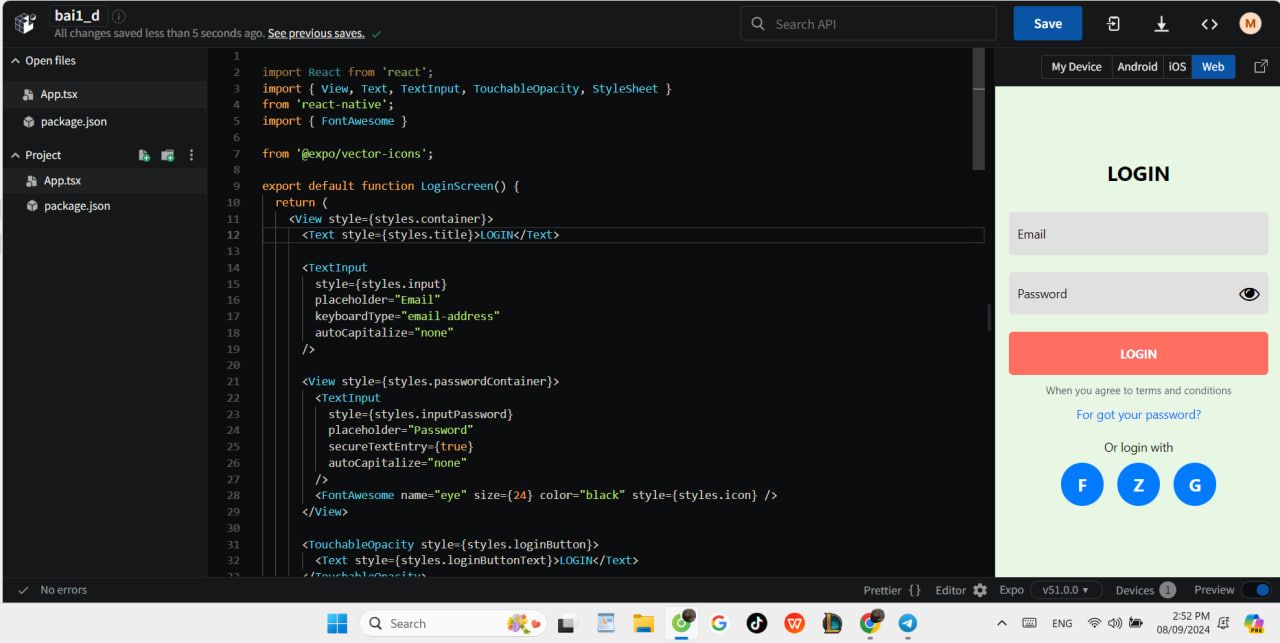 bai1_d
All changes saved less than 5 seconds ago. See previous saves.
Search API
Save
M
Open files
App.tsx
package.json
Project
App.tsx
package.json
1
2 import React from 'react';
3 import { View, Text, TextInput, TouchableOpacity, StyleSheet }
4 from 'react-native';
5 import { FontAwesome }
6
7 from '@expo/vector-icons';
8
9 export default function LoginScreen() {
10 return (
11 <View style={styles.container}>
12 <Text style={styles.title}>LOGIN</Text>
13
14 <TextInput
15 style={styles.input}
16 placeholder="Email"
17 keyboardType="email-address"
18 autoCapitalize="none"
19 />
20
21 <View style={styles.passwordContainer}>
22 <TextInput
23 style={styles.inputPassword}
24 placeholder="Password"
25 secureTextEntry={true}
26 autoCapitalize="none"
27 />
28 <FontAwesome name="eye" size={24} color="black" style={styles.icon} />
29 </View>
30
31 <TouchableOpacity style={styles.loginButton}>
32 <Text style={styles.loginButtonText}>LOGIN</Text>
33 </TouchableOpacity>
My Device Android iOS Web
LOGIN
Email
Password
LOGIN
When you agree to terms and conditions
For got your password?
Or login with
F Z G
No errors
Prettier { } Editor Expo v51.0.0 Devices 1 Preview
Search
ENG
2:52 PM
08/09/2024
PRE